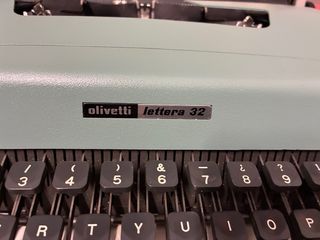 olivetti lettera 32
/ ( & _ ¿ ?
3 4 5 6 7 8 9
R T Y U I O